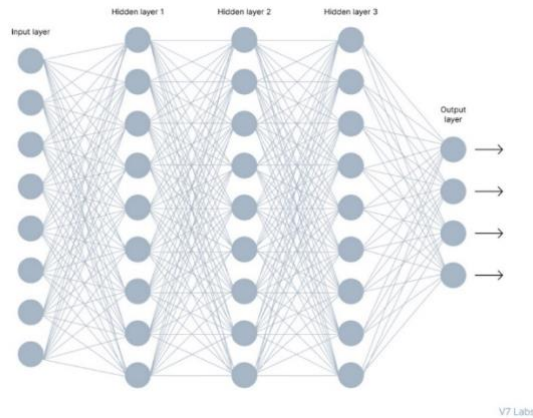 Input layer
Hidden layer 1
Hidden layer 2
Hidden layer 3
Output
layer
V7 Labs